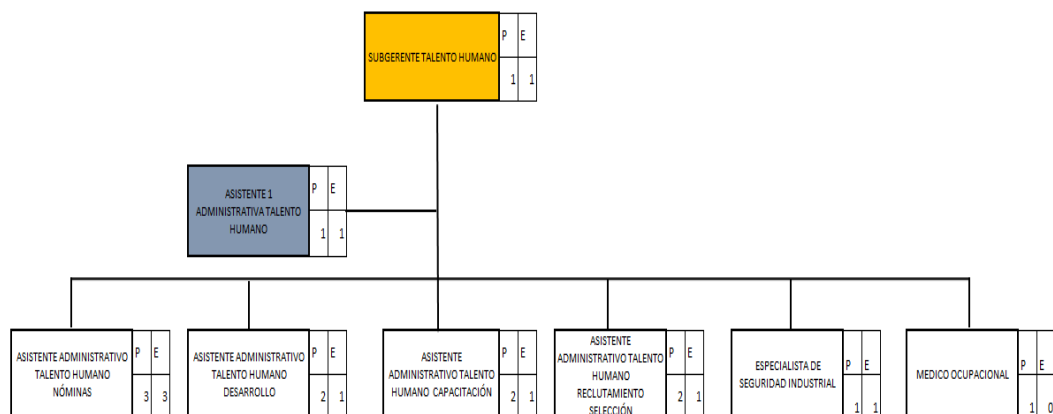 SUBGERENTE TALENTO HUMANO
P E
1 1
ASISTENTE 1
ADMINISTRATIVA TALENTO
HUMANO
P E
1 1
ASISTENTE ADMINISTRATIVO
TALENTO HUMANO
NÓMINAS
P E
3 3
ASISTENTE ADMINISTRATIVO
TALENTO HUMANO
DESARROLLO
P E
2 1
ASISTENTE
ADMINISTRATIVO TALENTO
HUMANO CAPACITACIÓN
P E
2 1
ASISTENTE
ADMINISTRATIVO TALENTO
HUMANO
RECLUTAMIENTO
SELECCIÓN
P E
2 1
ESPECIALISTA DE
SEGURIDAD INDUSTRIAL
P E
1 1
MEDICO OCUPACIONAL
P E
1 0